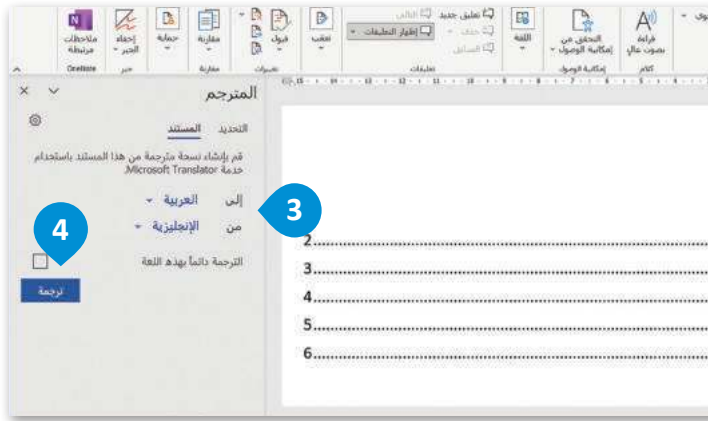 قراءة بصوت عالٍ
كلام
التحقق من إمكانية الوصول
إمكانية الوصول
اللغة
تعليق جديد
التالي
حذف
السابق
إظهار التعليقات
تعليقات
تعقب
قبول
تغييرات
مقارنة
مقارنة
حماية
إخفاء الحبر
حبر
ملاحظات مرتبطة
OneNote
المترجم
التحديد المستند
قم بإنشاء نسخة مترجمة من هذا المستند باستخدام
خدمة Microsoft Translator.
إلى العربية
3
من الإنجليزية
4
الترجمة دائماً بهذه اللغة
ترجمة
2
3
4
5
6